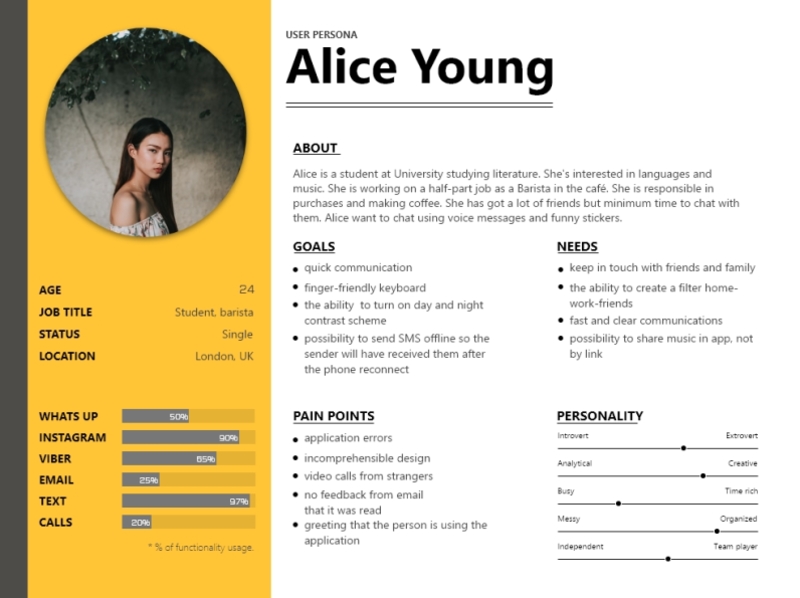 USER PERSONA
Alice Young
AGE 24
JOB TITLE Student, barista
STATUS Single
LOCATION London, UK
WHATS UP 50%
INSTAGRAM 90%
VIBER 65%
EMAIL 25%
TEXT 97%
CALLS 20%
* % of functionality usage.
ABOUT
Alice is a student at University studying literature. She's interested in languages and
music. She is working on a half-part job as a Barista in the café. She is responsible in
purchases and making coffee. She has got a lot of friends but minimum time to chat with
them. Alice want to chat using voice messages and funny stickers.
GOALS
• quick communication
• finger-friendly keyboard
• the ability to turn on day and night
contrast scheme
• possibility to send SMS offline so the
sender will have received them after
the phone reconnect
NEEDS
• keep in touch with friends and family
• the ability to create a filter home-
work-friends
• fast and clear communications
• possibility to share music in app, not
by link
PAIN POINTS
• application errors
• incomprehensible design
• video calls from strangers
• no feedback from email
that it was read
• greeting that the person is using the
application
PERSONALITY
Introvert Extrovert
Analytical Creative
Busy Time rich
Messy Organized
Independent Team player